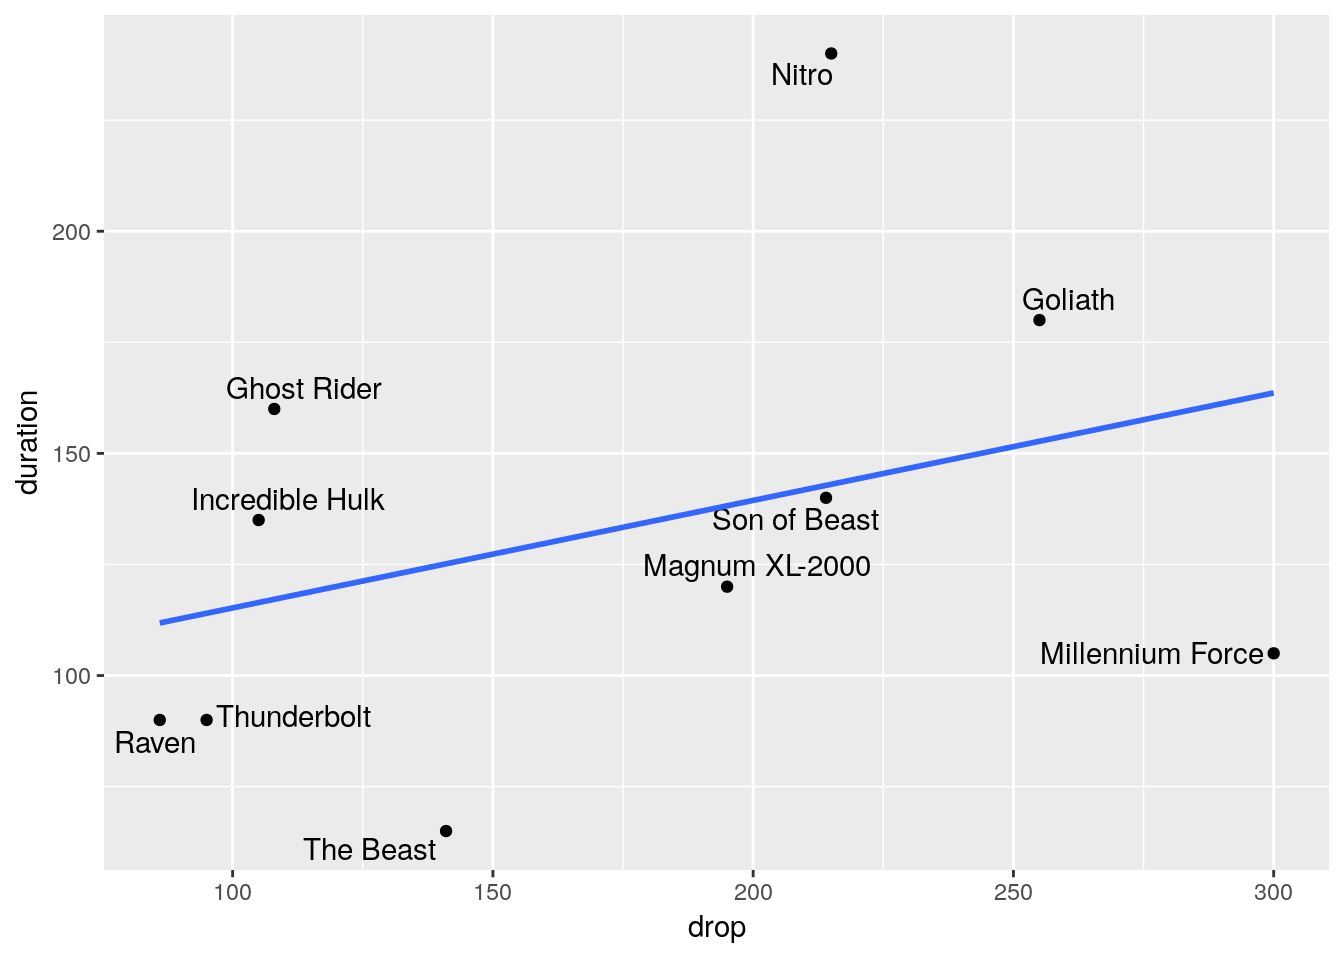 Nitro
200
Goliath
Ghost Rider
duration
150
Incredible Hulk
Son of Beast
Magnum XL-2000
Millennium Force
100
Thunderbolt
Raven
The Beast
100
150
200
250
300
drop